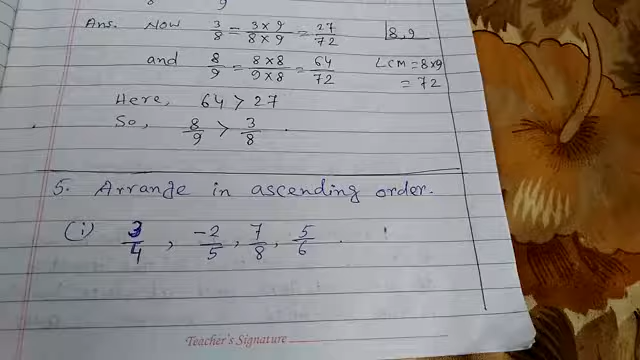 9
Ans. Now 3/8 = 3×9/8×9 = 27/72 8, 9
and 8/9 = 8×8/9×8 = 64/72 LCM = 8×9
= 72
Here, 64 > 27
So, 8/9 > 3/8
5. Arrange in ascending order.
(i) 3/4, -2/5, 7/8, 5/6.
Teacher's Signature